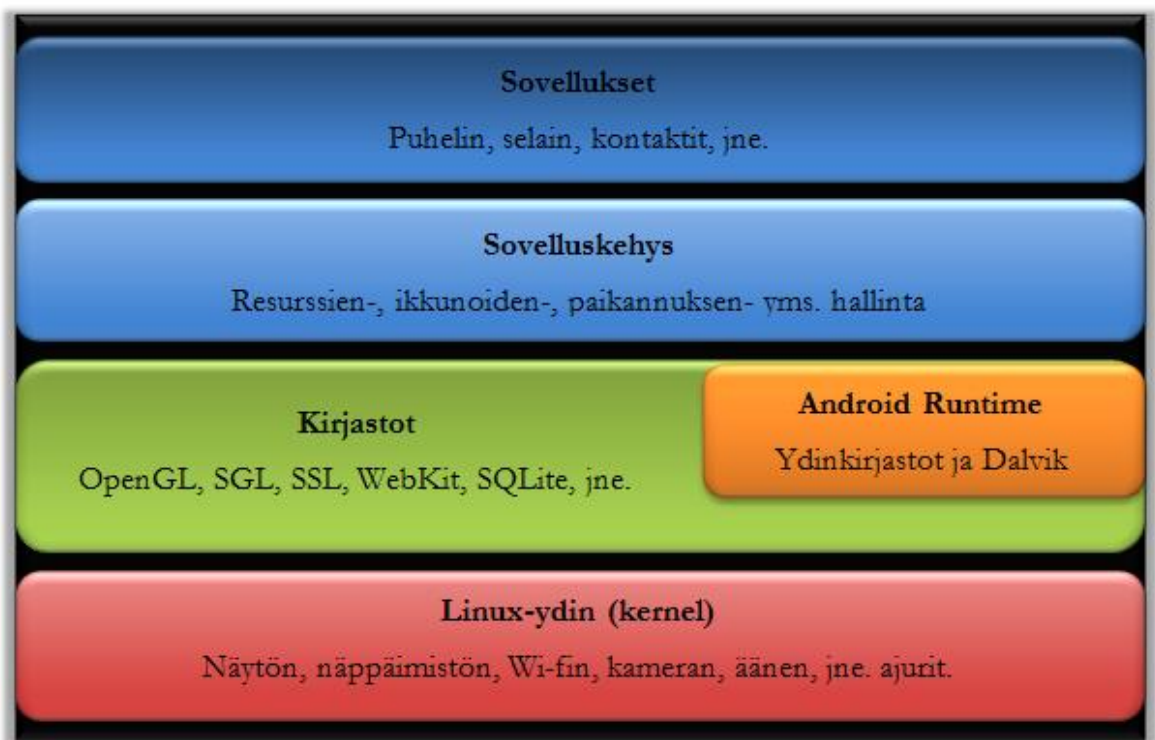 Sovellukset
Puhelin, selain, kontaktit, jne.
Sovelluskehys
Resurssien-, ikkunoiden-, paikannuksen- yms. hallinta
Kirjastot
OpenGL, SGL, SSL, WebKit, SQLite, jne.
Android Runtime
Ydinkirjastot ja Dalvik
Linux-ydin (kernel)
Näytön, näppäimistön, Wi-fin, kameran, äänen, jne. ajurit.